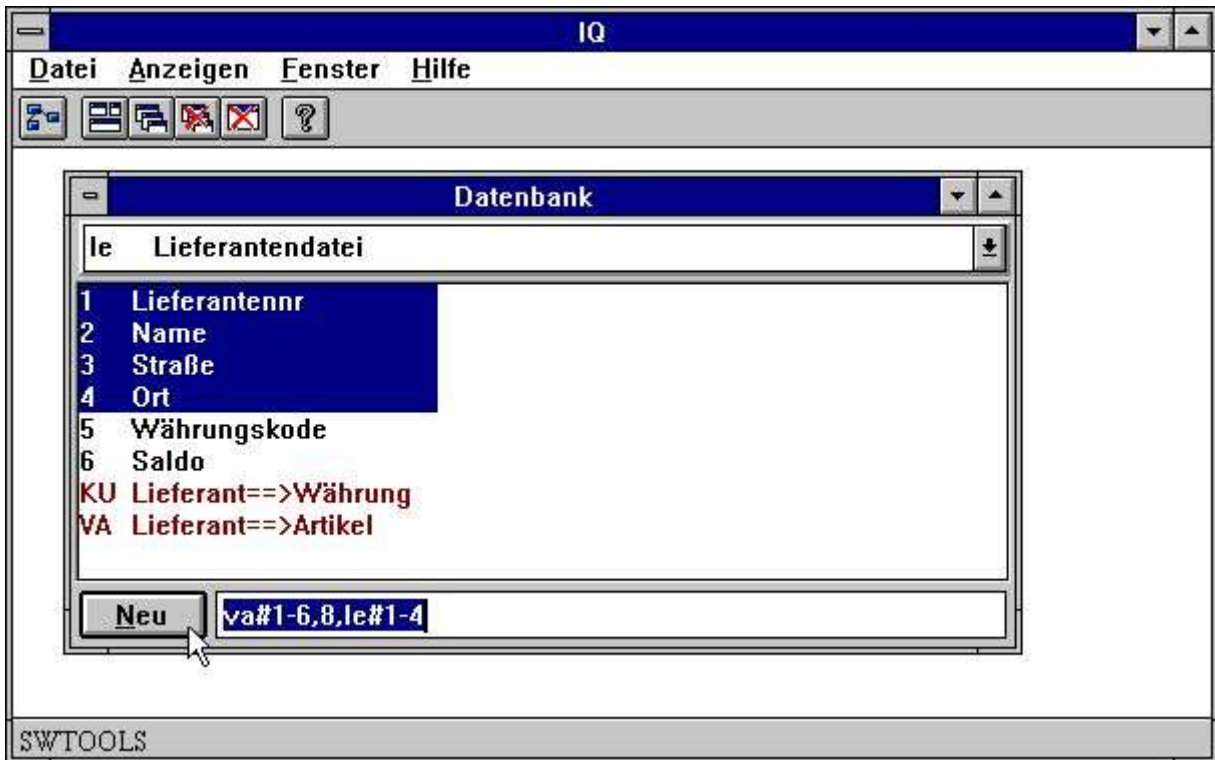 IQ
Datei Anzeigen Fenster Hilfe
?
Datenbank
le Lieferantendatei
1 Lieferantennr
2 Name
3 Straße
4 Ort
5 Währungskode
6 Saldo
KU Lieferant==>Währung
VA Lieferant==>Artikel
Neu va#1-6,8,le#1-4
SWTOOLS